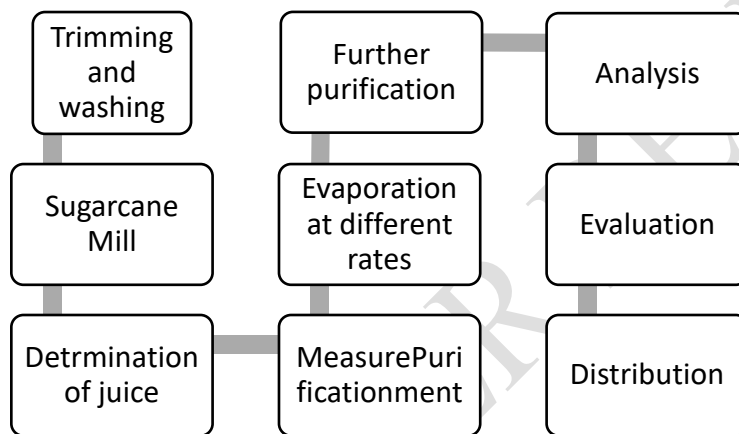 Trimming
and
washing
Sugarcane
Mill
Detrmination
of juice
MeasurePuri
ficationment
Evaporation
at different
rates
Further
purification
Analysis
Evaluation
Distribution